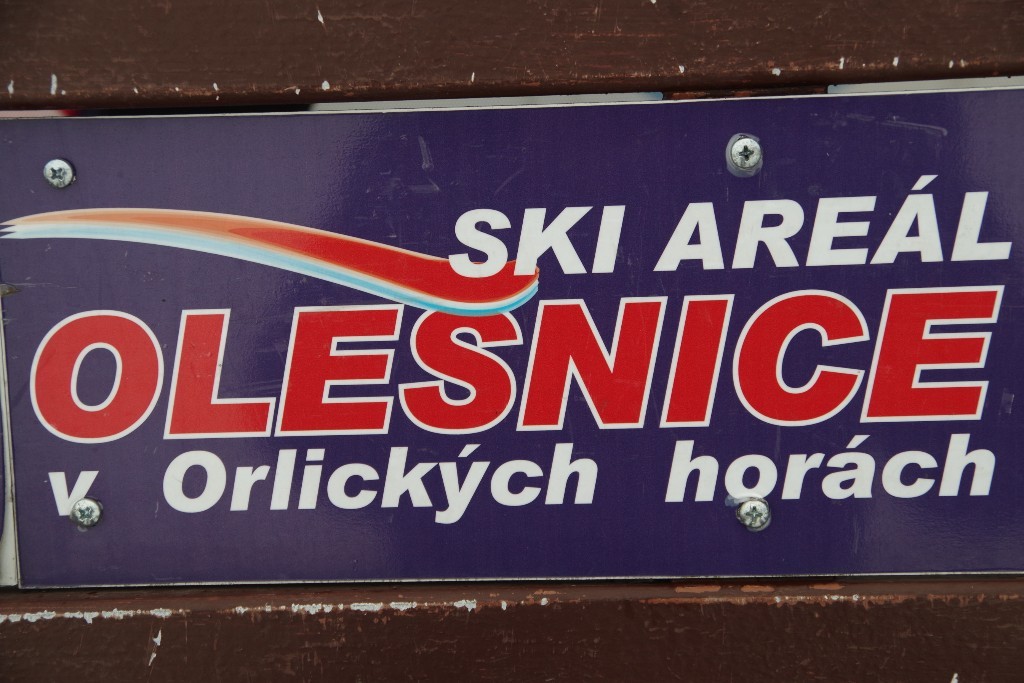 SKI AREÁL
OLEŠNICE
v Orlických horách